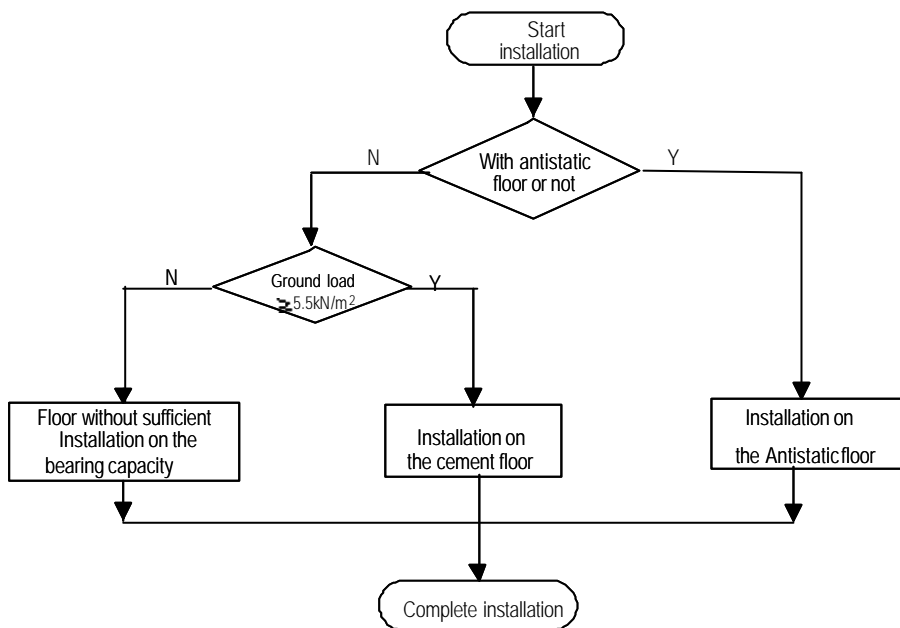 Start
installation
With antistatic
floor or not
N
Y
Ground load
≥5.5kN/m²
N
Y
Floor without sufficient
Installation on the
bearing capacity
Installation on
the cement floor
Installation on
the Antistatic floor
Complete installation